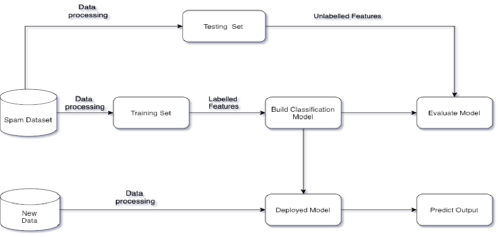 Data
processing
Testing Set
Unlabelled Features
Spam Dataset
Data
processing
Training Set
Labelled
Features
Build Classification
Model
Evaluate Model
New
Data
Data
processing
Deployed Model
Predict Output